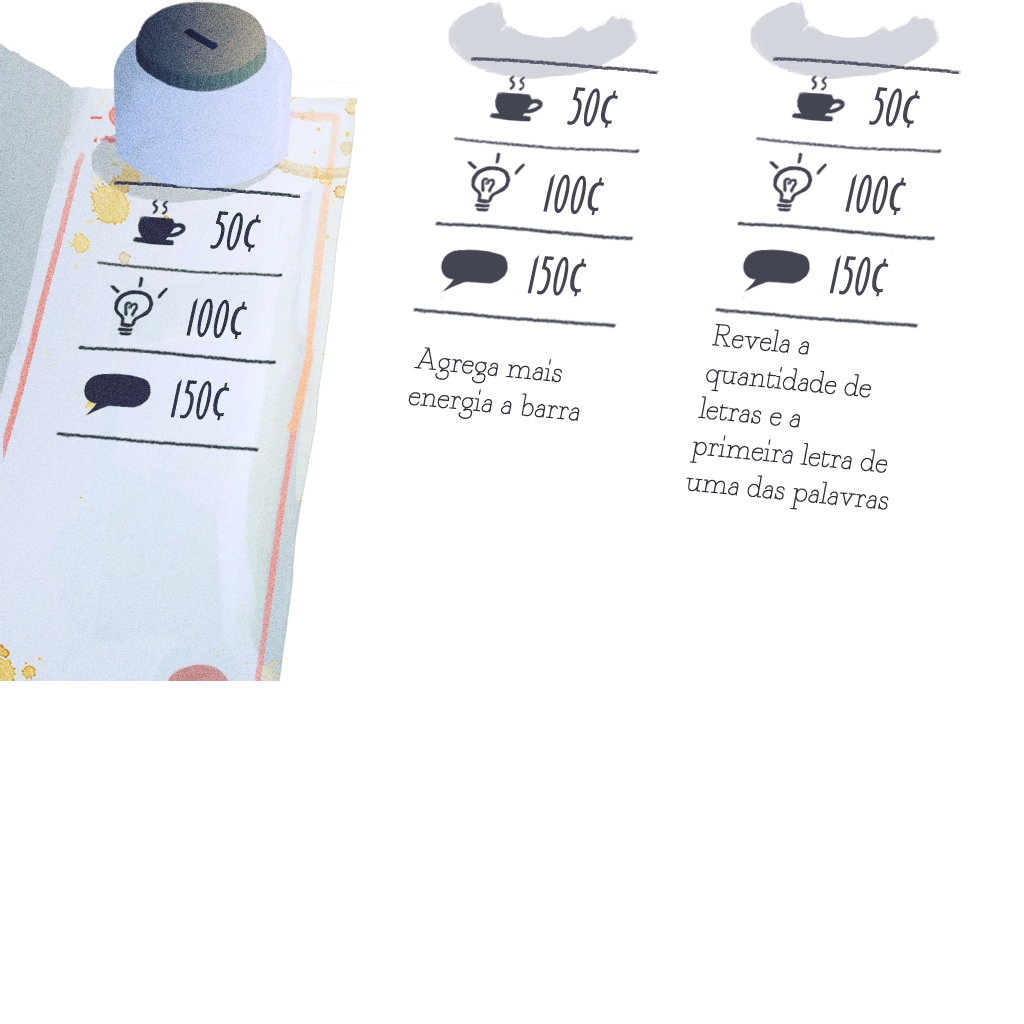 50¢
100¢
150¢
50¢
100¢
150¢
Agrega mais
energia a barra
50¢
100¢
150¢
Revela a
quantidade de
letras e a
primeira letra de
uma das palavras